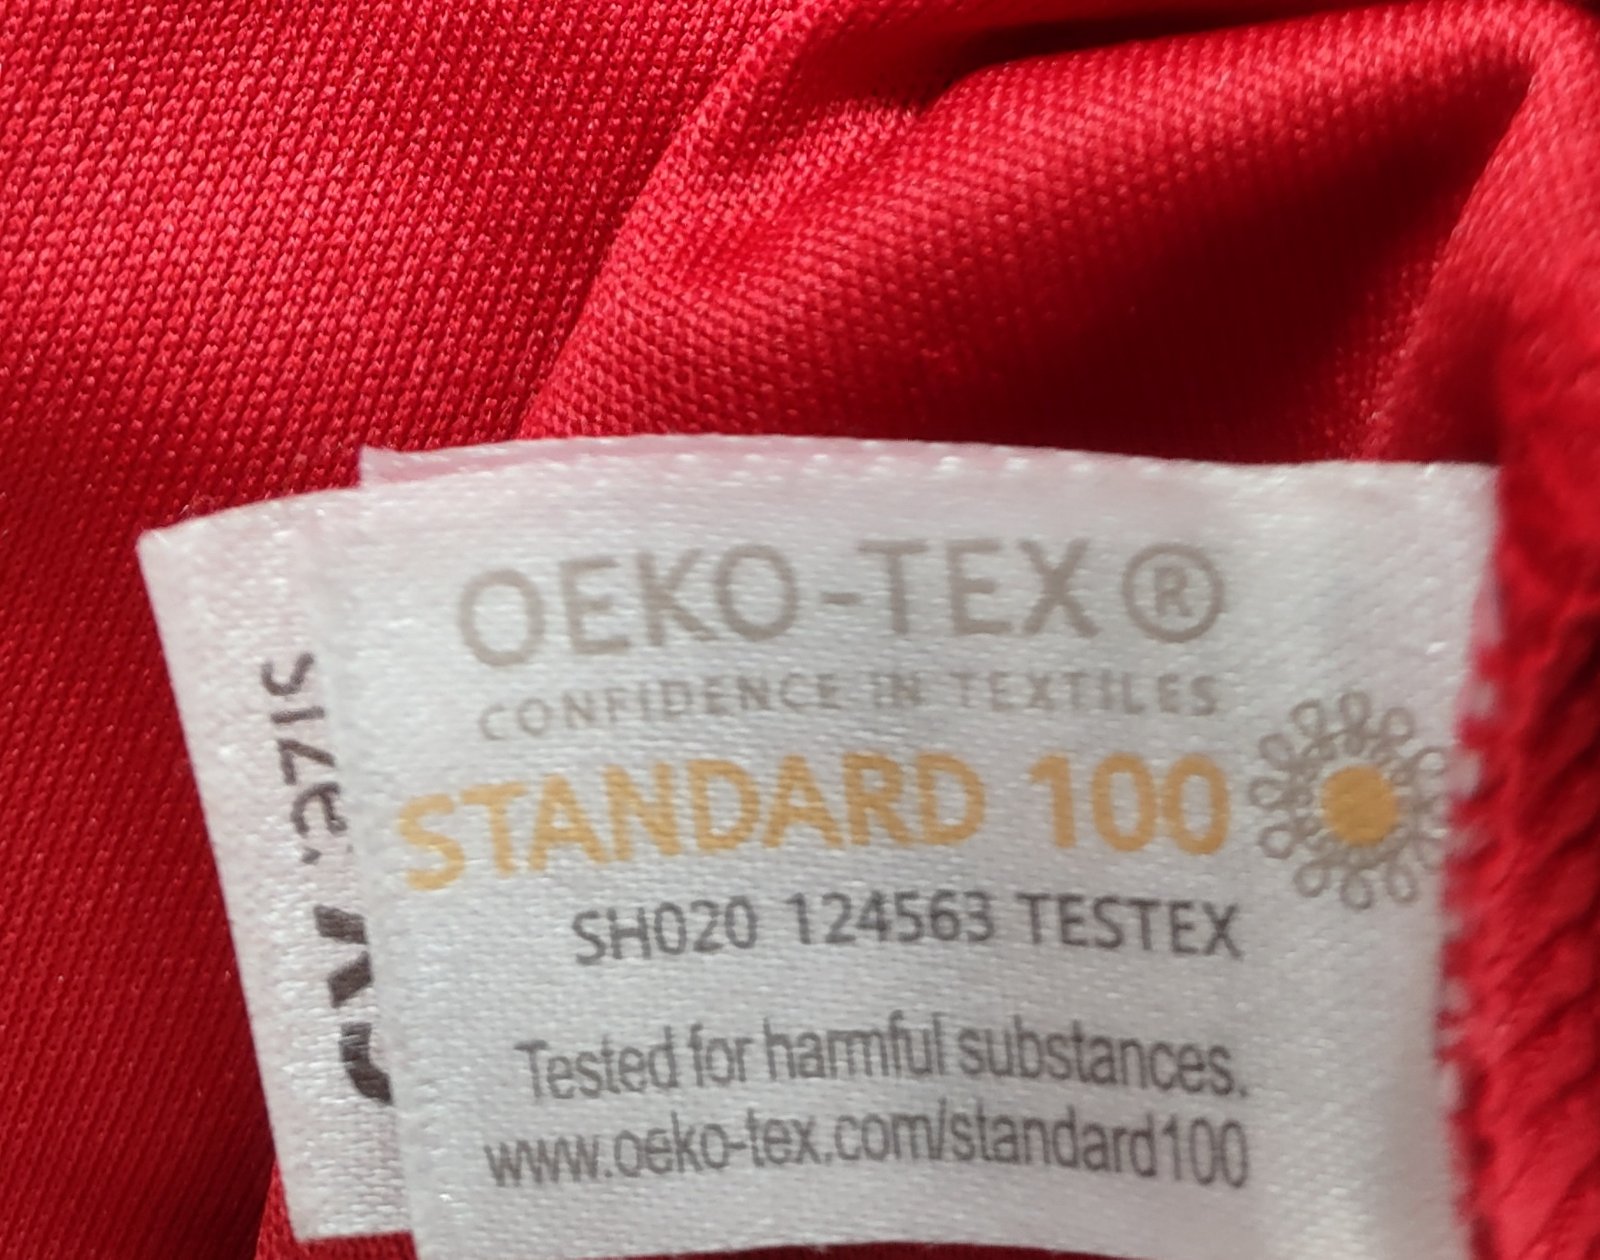 OEKO-TEX®
CONFIDENCE IN TEXTILES
STANDARD 100
SH020 124563 TESTEX
Tested for harmful substances.
www.oeko-tex.com/standard100
Size: